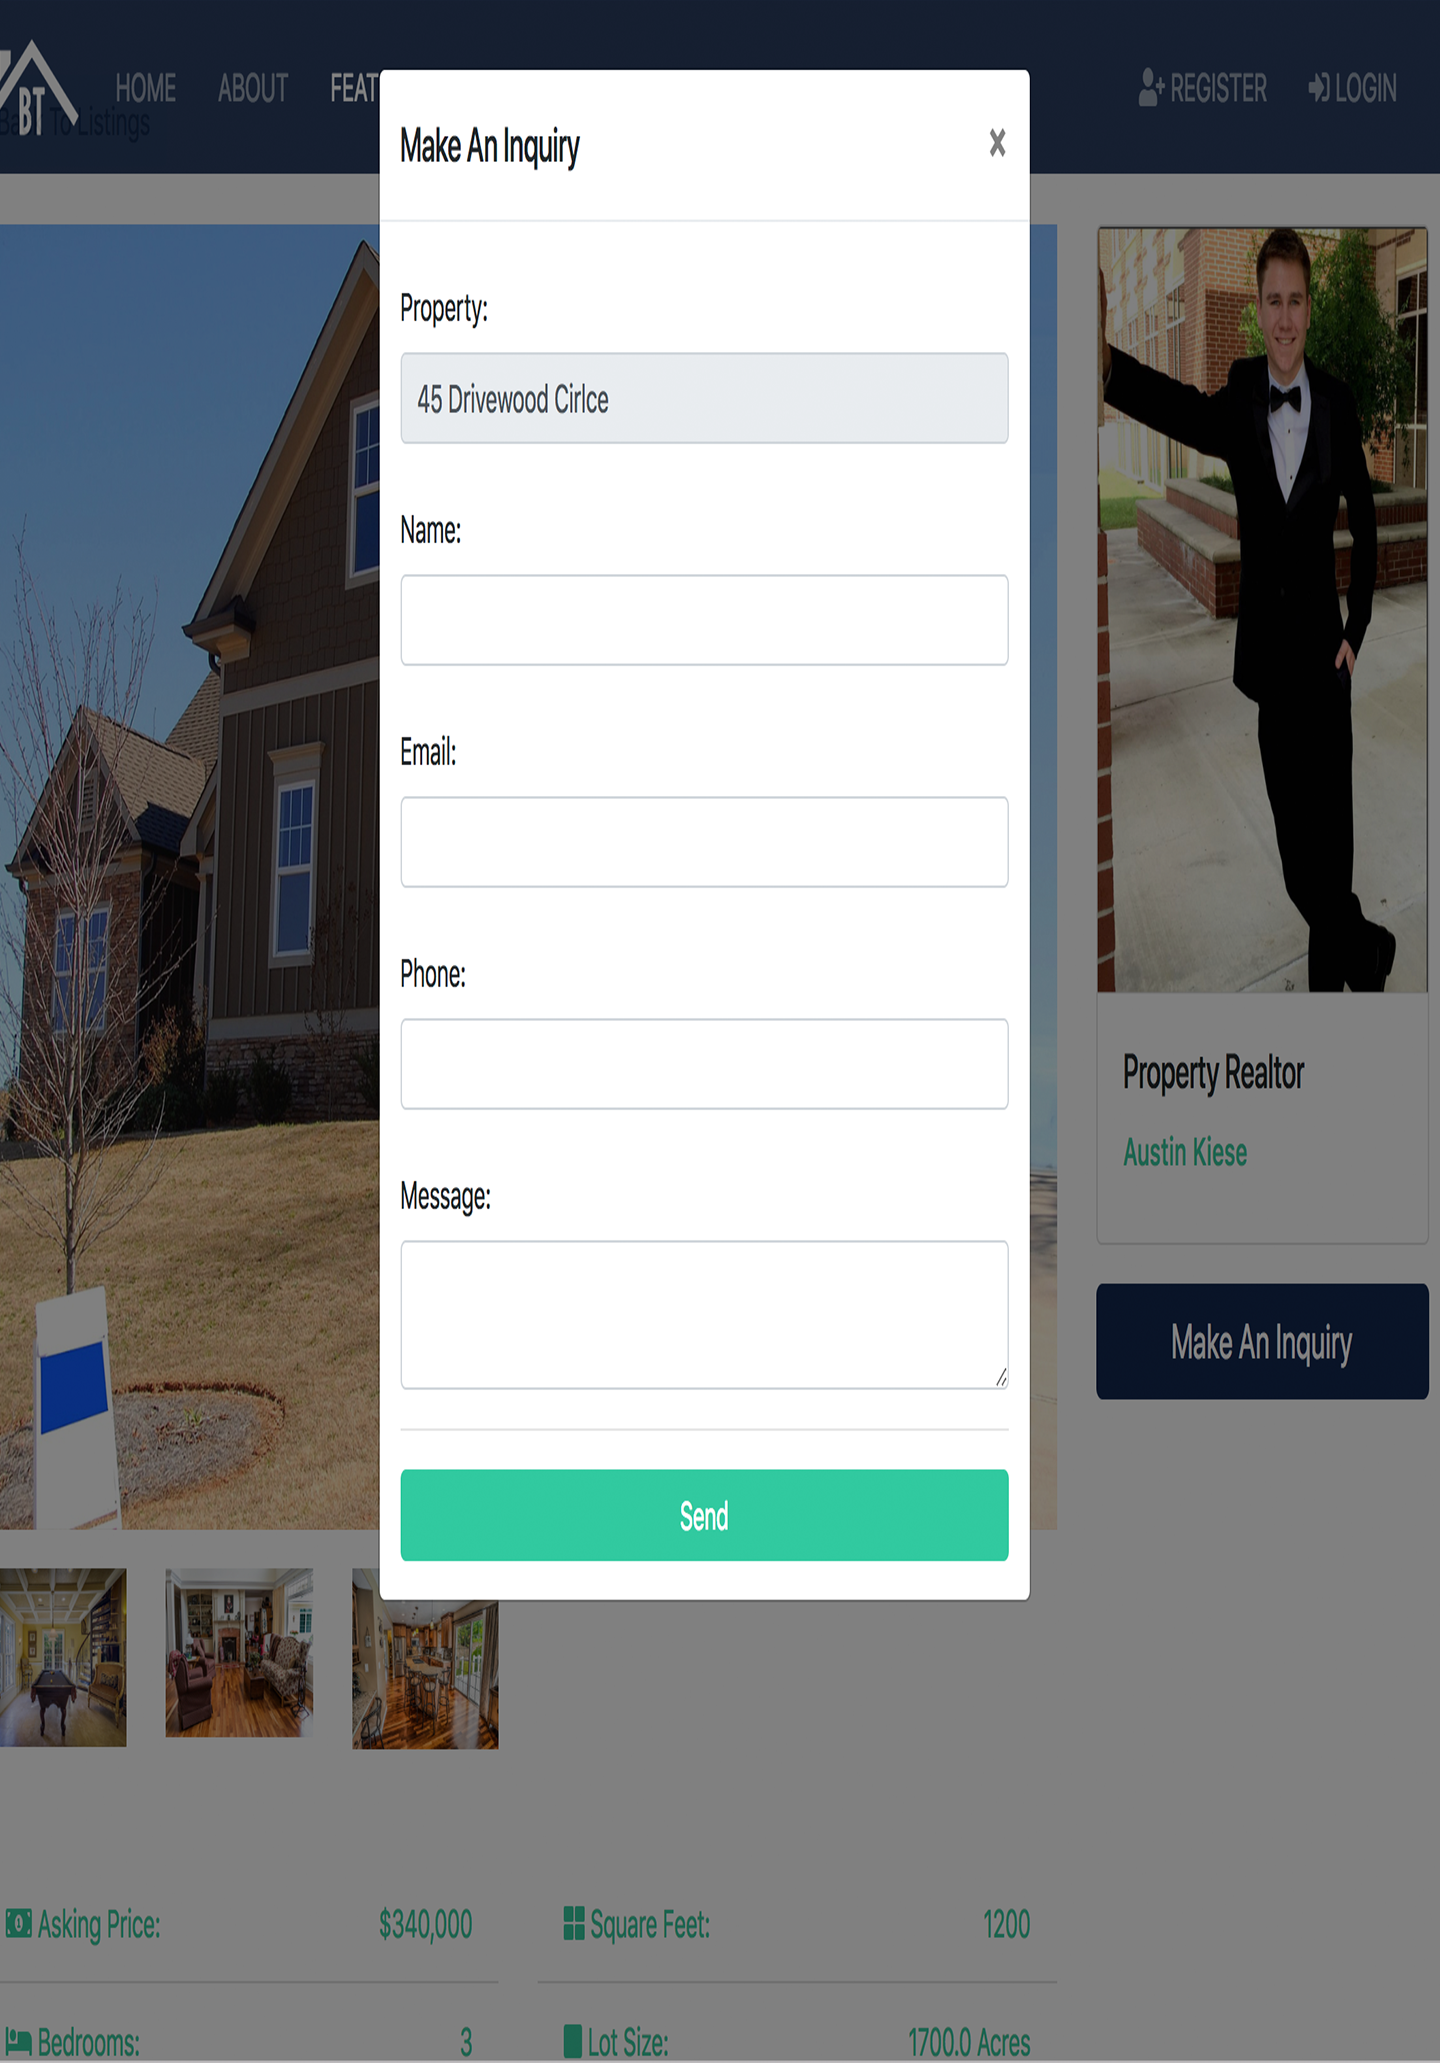 BT
HOME
ABOUT
FEAT
REGISTER
LOGIN
To Listings
Make An Inquiry
×
Property:
45 Drivewood Cirlce
Name:
Email:
Phone:
Message:
Send
Property Realtor
Austin Kiese
Make An Inquiry
Asking Price:
$340,000
Square Feet:
1200
Bedrooms:
3
Lot Size:
1700.0 Acres